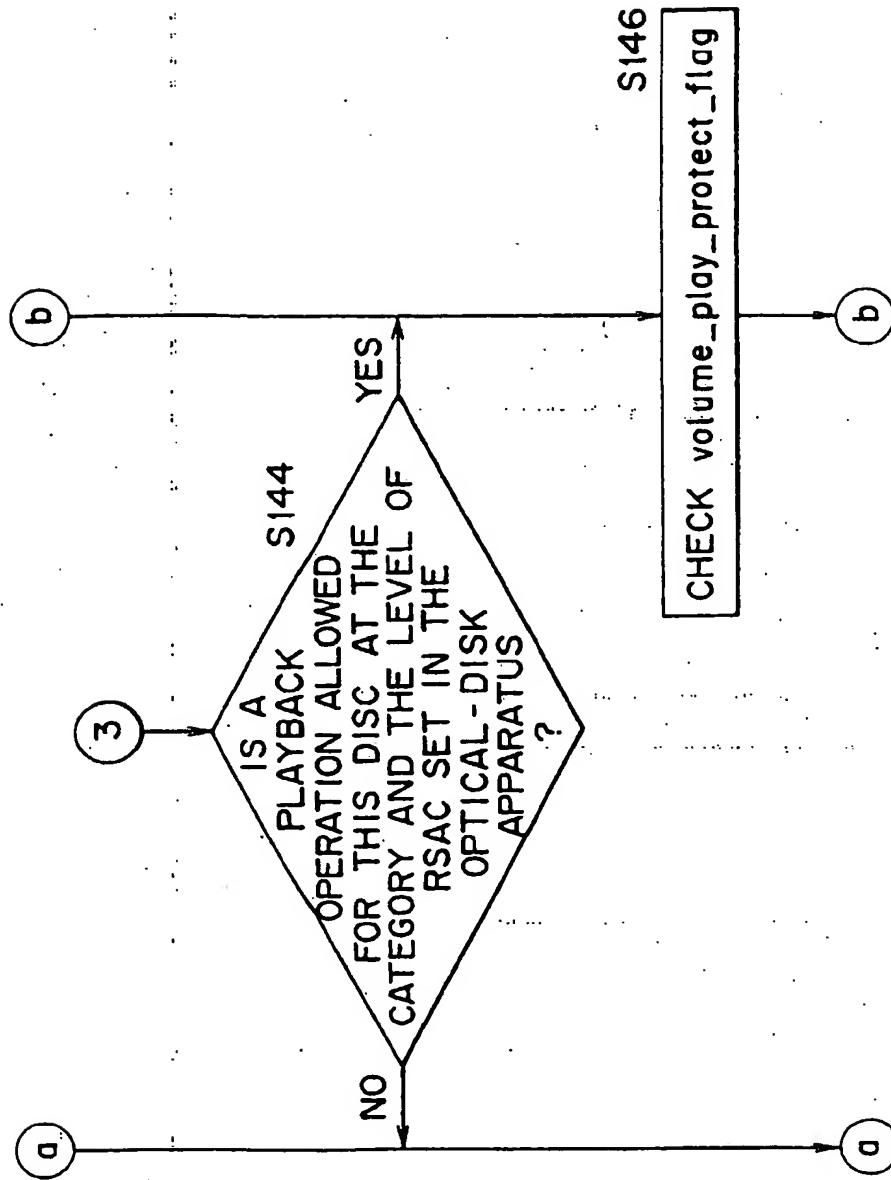 a
3
b
S144
IS A
PLAYBACK
OPERATION ALLOWED
FOR THIS DISC AT THE
CATEGORY AND THE LEVEL OF
RSAC SET IN THE
OPTICAL-DISK
APPARATUS
?
NO
YES
S146
CHECK volume_play_protect_flag
a
b